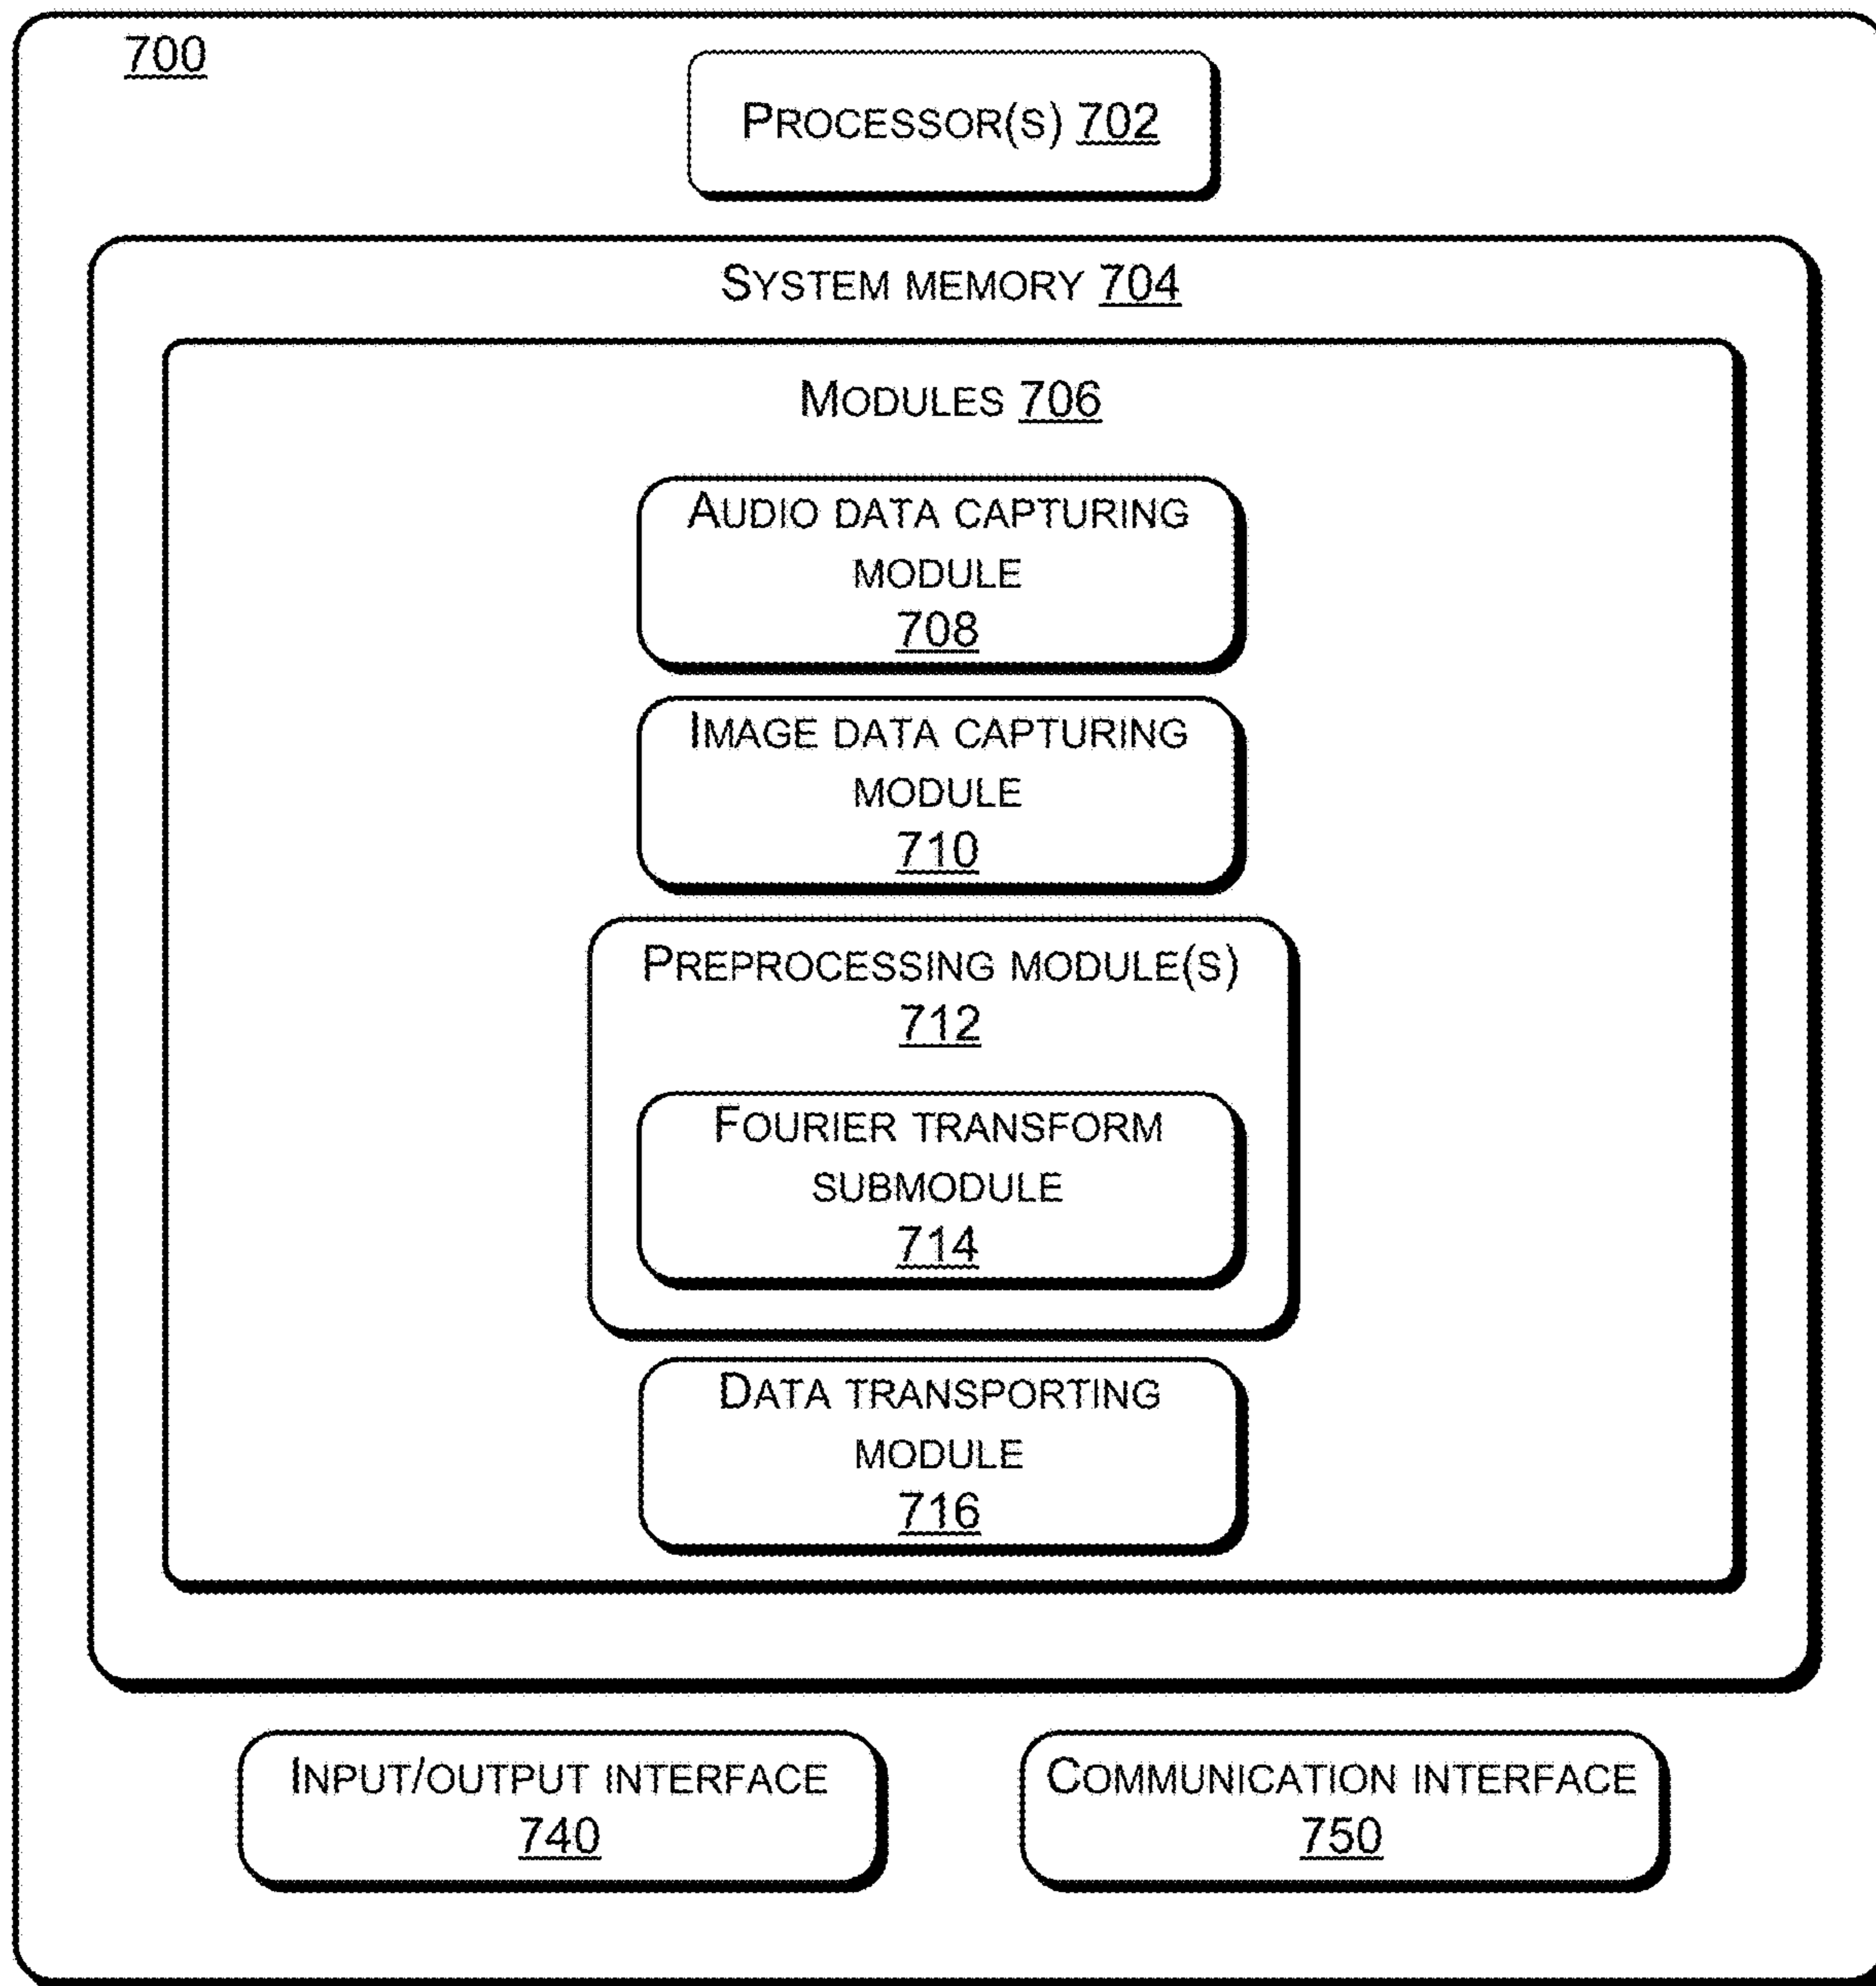 700
PROCESSOR(S) 702
SYSTEM MEMORY 704
MODULES 706
AUDIO DATA CAPTURING
MODULE
708
IMAGE DATA CAPTURING
MODULE
710
PREPROCESSING MODULE(S)
712
FOURIER TRANSFORM
SUBMODULE
714
DATA TRANSPORTING
MODULE
716
INPUT/OUTPUT INTERFACE
740
COMMUNICATION INTERFACE
750